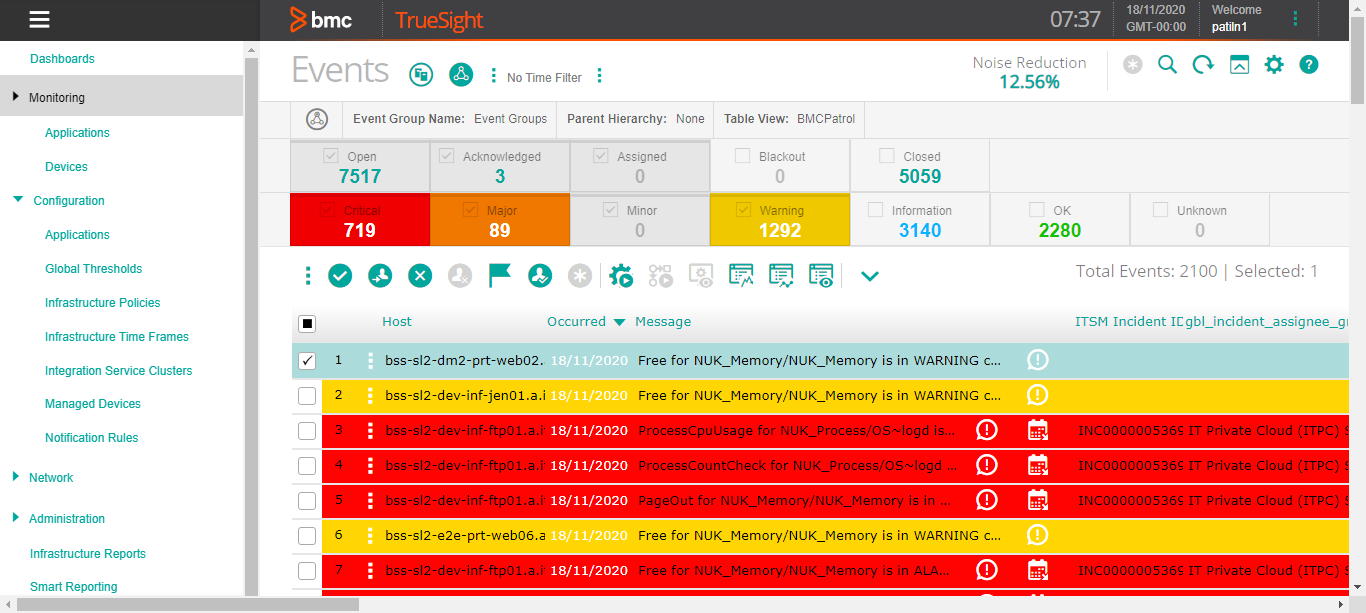 bmc TrueSight 07:37 18/11/2020 Welcome
GMT-00:00 patiln1
Dashboards
Monitoring
Applications
Devices
Configuration
Applications
Global Thresholds
Infrastructure Policies
Infrastructure Time Frames
Integration Service Clusters
Managed Devices
Notification Rules
Network
Administration
Infrastructure Reports
Smart Reporting
Events No Time Filter Noise Reduction
12.56%
Event Group Name: Event Groups Parent Hierarchy: None Table View: BMCPatrol
Open Acknowledged Assigned Blackout Closed
7517 3 0 0 5059
Critical Major Minor Warning Information OK Unknown
719 89 0 1292 3140 2280 0
Total Events: 2100 | Selected: 1
Host Occurred Message ITSM Incident ID gbl_incident_assignee_gr
1 bss-sl2-dm2-prt-web02. 18/11/2020 Free for NUK_Memory/NUK_Memory is in WARNING c...
2 bss-sl2-dev-inf-jen01.a.i 18/11/2020 Free for NUK_Memory/NUK_Memory is in WARNING c...
3 bss-sl2-dev-inf-ftp01.a.i 18/11/2020 ProcessCpuUsage for NUK_Process/OS~logd is... INC0000005369 IT Private Cloud (ITPC) S
4 bss-sl2-dev-inf-ftp01.a.i 18/11/2020 ProcessCountCheck for NUK_Process/OS~logd ... INC0000005369 IT Private Cloud (ITPC) S
5 bss-sl2-dev-inf-ftp01.a.i 18/11/2020 PageOut for NUK_Memory/NUK_Memory is in ... INC0000005369 IT Private Cloud (ITPC) S
6 bss-sl2-e2e-prt-web06.a 18/11/2020 Free for NUK_Memory/NUK_Memory is in WARNING c...
7 bss-sl2-dev-inf-ftp01.a.i 18/11/2020 Free for NUK_Memory/NUK_Memory is in ALA... INC0000005369 IT Private Cloud (ITPC) S